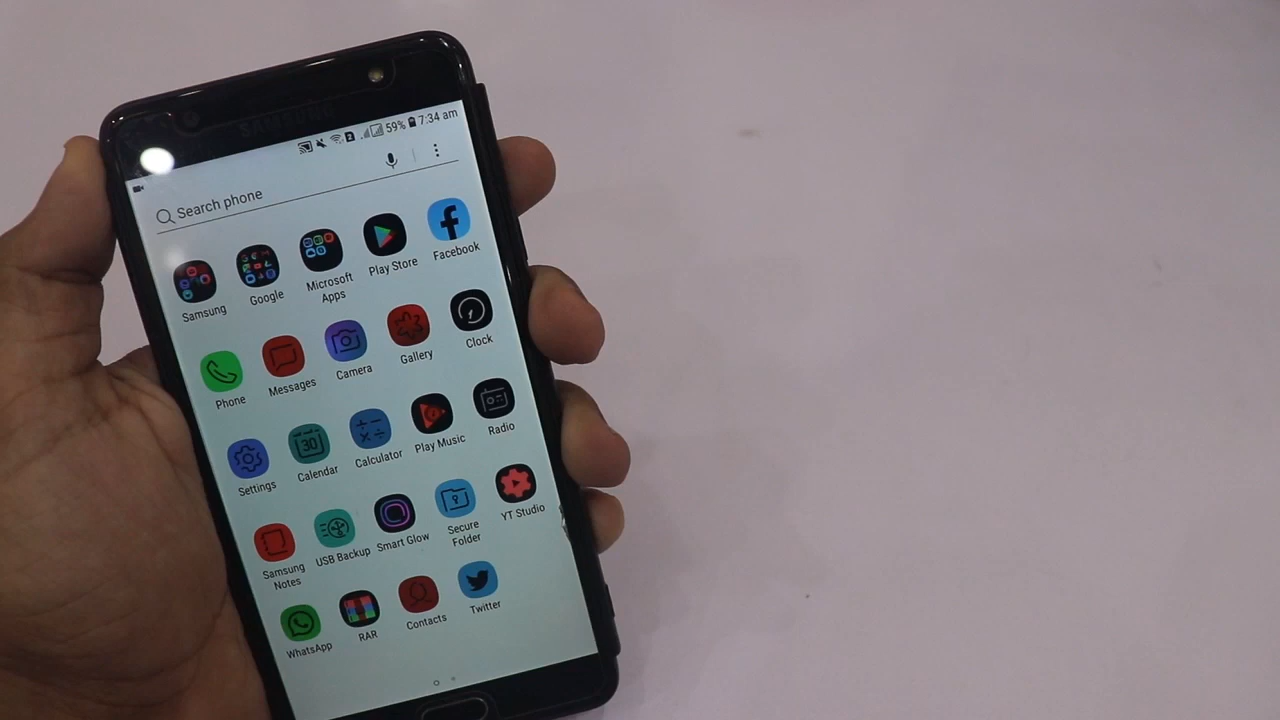 SAMSUNG
59% 7:34 am
Search phone
Samsung
Google
Microsoft
Apps
Play Store
Facebook
Phone
Messages
Camera
Gallery
Clock
Settings
30
Calendar
Calculator
Play Music
Radio
Samsung
Notes
USB Backup
Smart Glow
Secure
Folder
YT Studio
WhatsApp
RAR
Contacts
Twitter